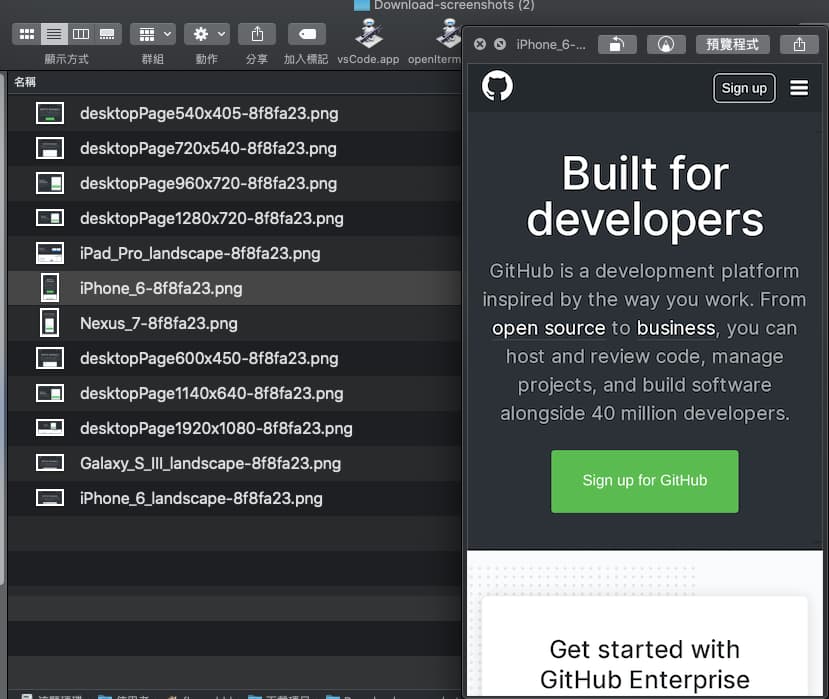 Download-screenshots (2)
顯示方式
群組
動作
分享
加入標記
vsCode.app
openIterm
iPhone_6-...
預覽程式
名稱
desktopPage540x405-8f8fa23.png
desktopPage720x540-8f8fa23.png
desktopPage960x720-8f8fa23.png
desktopPage1280x720-8f8fa23.png
iPad_Pro_landscape-8f8fa23.png
iPhone_6-8f8fa23.png
Nexus_7-8f8fa23.png
desktopPage600x450-8f8fa23.png
desktopPage1140x640-8f8fa23.png
desktopPage1920x1080-8f8fa23.png
Galaxy_S_III_landscape-8f8fa23.png
iPhone_6_landscape-8f8fa23.png
Sign up
Built for
developers
GitHub is a development platform
inspired by the way you work. From
open source to business, you can
host and review code, manage
projects, and build software
alongside 40 million developers.
Sign up for GitHub
Get started with
GitHub Enterprise